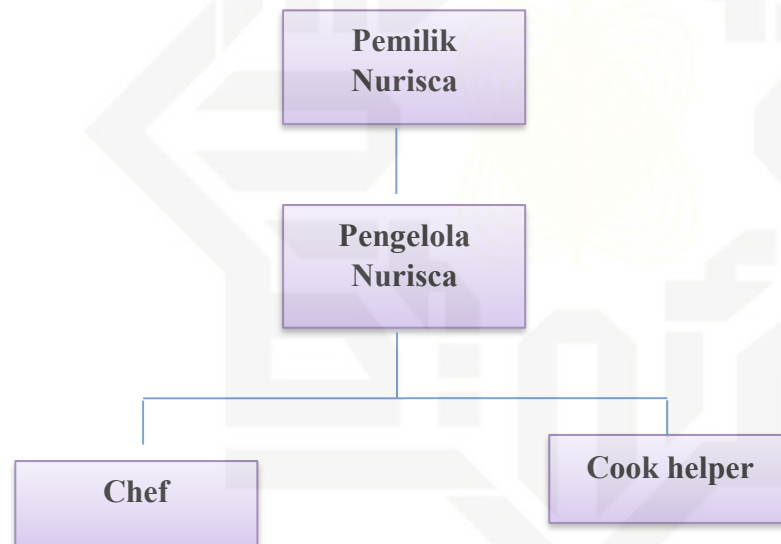 Pemilik
Nurisca
Pengelola
Nurisca
Chef
Cook helper